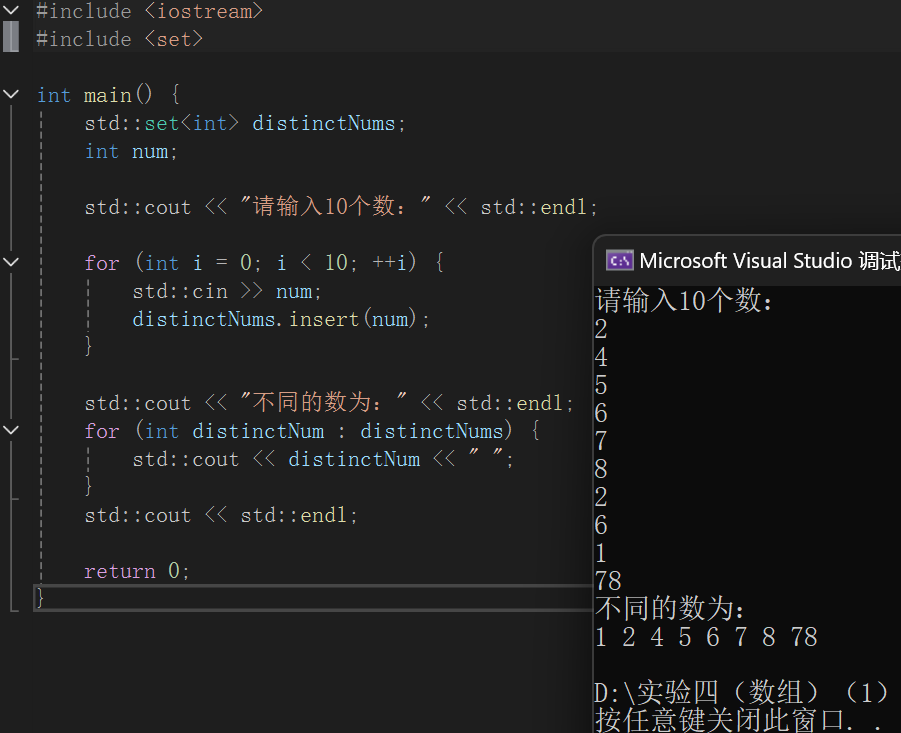 #include <iostream>
#include <set>
int main() {
std::set<int> distinctNums;
int num;
std::cout << "请输入10个数：" << std::endl;
for (int i = 0; i < 10; ++i) {
std::cin >> num;
distinctNums.insert(num);
}
std::cout << "不同的数为：" << std::endl;
for (int distinctNum : distinctNums) {
std::cout << distinctNum << " ";
}
std::cout << std::endl;
return 0;
}
Microsoft Visual Studio 调试
请输入10个数：
2
4
5
6
7
8
2
6
1
78
不同的数为：
1 2 4 5 6 7 8 78
D:\实验四（数组）（1）
按任意键关闭此窗口. .